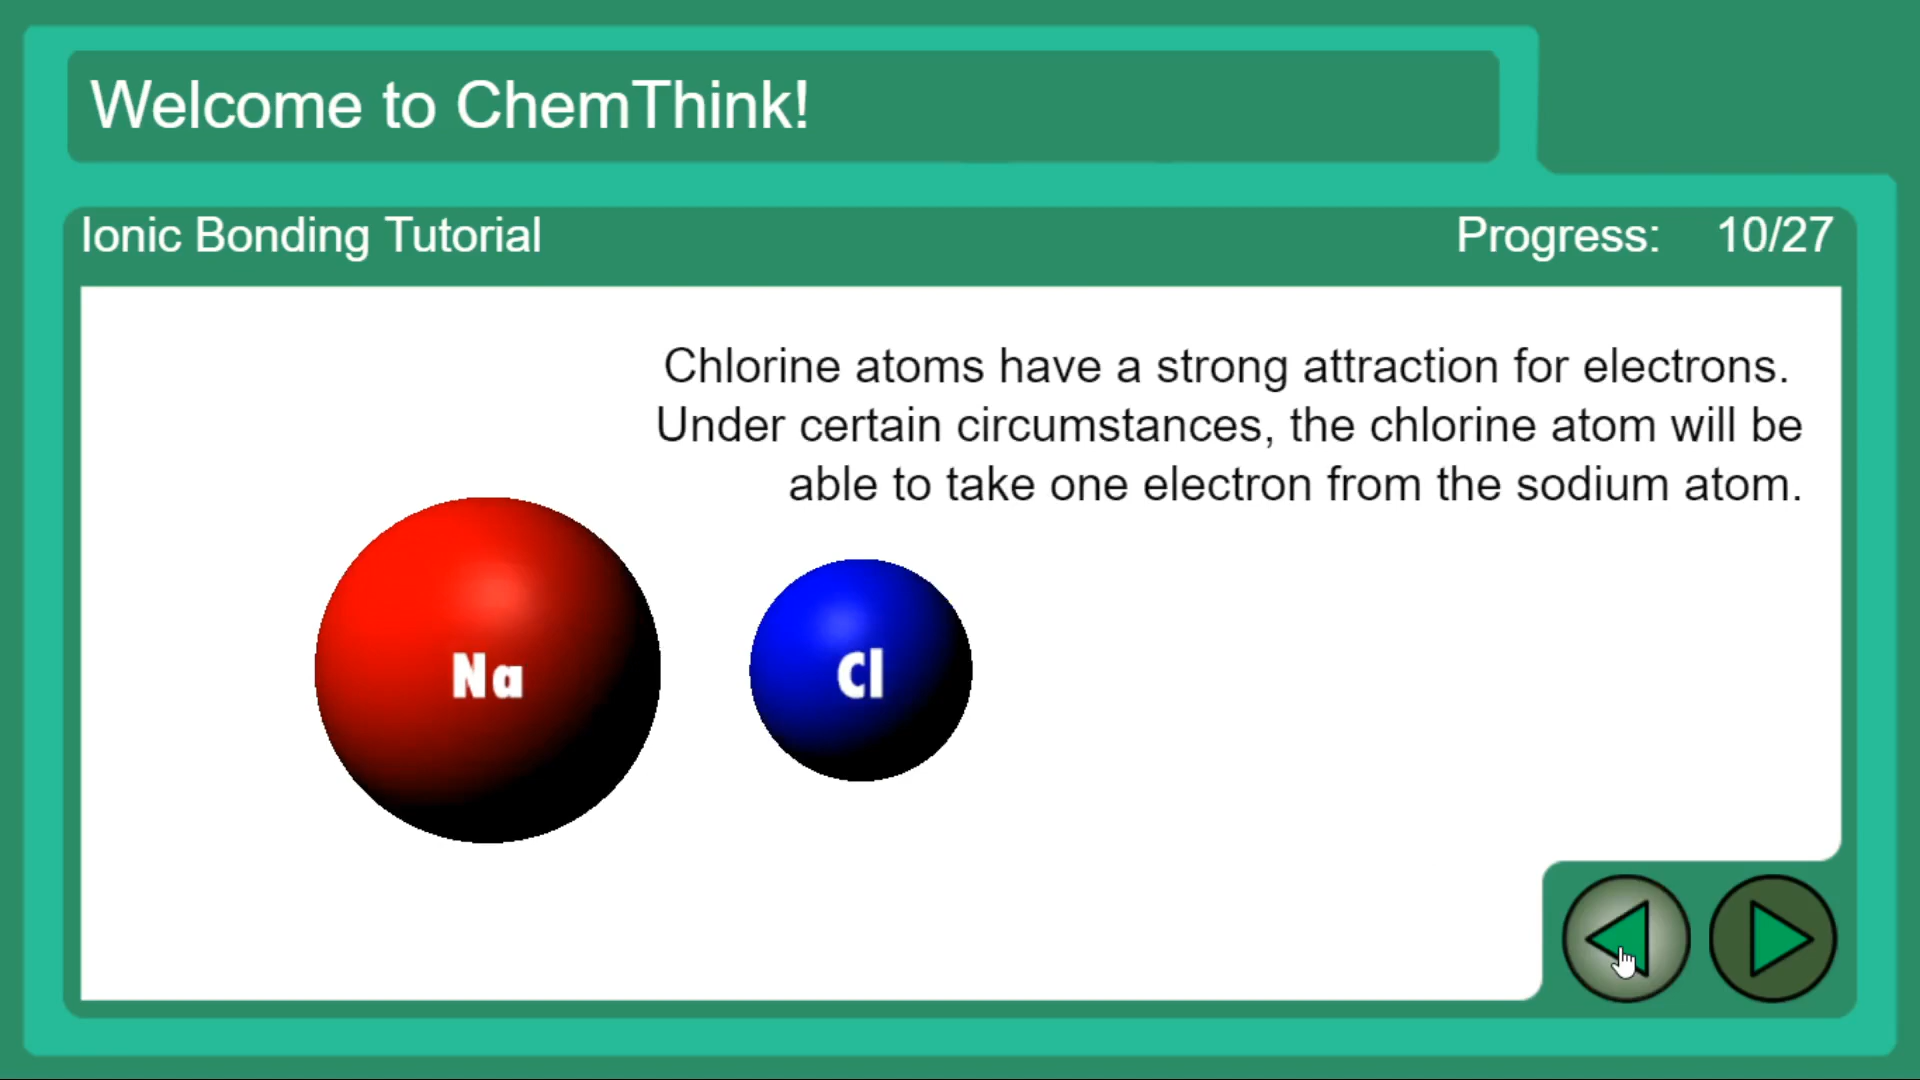 Welcome to ChemThink!
Ionic Bonding Tutorial
Progress: 10/27
Chlorine atoms have a strong attraction for electrons.
Under certain circumstances, the chlorine atom will be
able to take one electron from the sodium atom.
Na
Cl